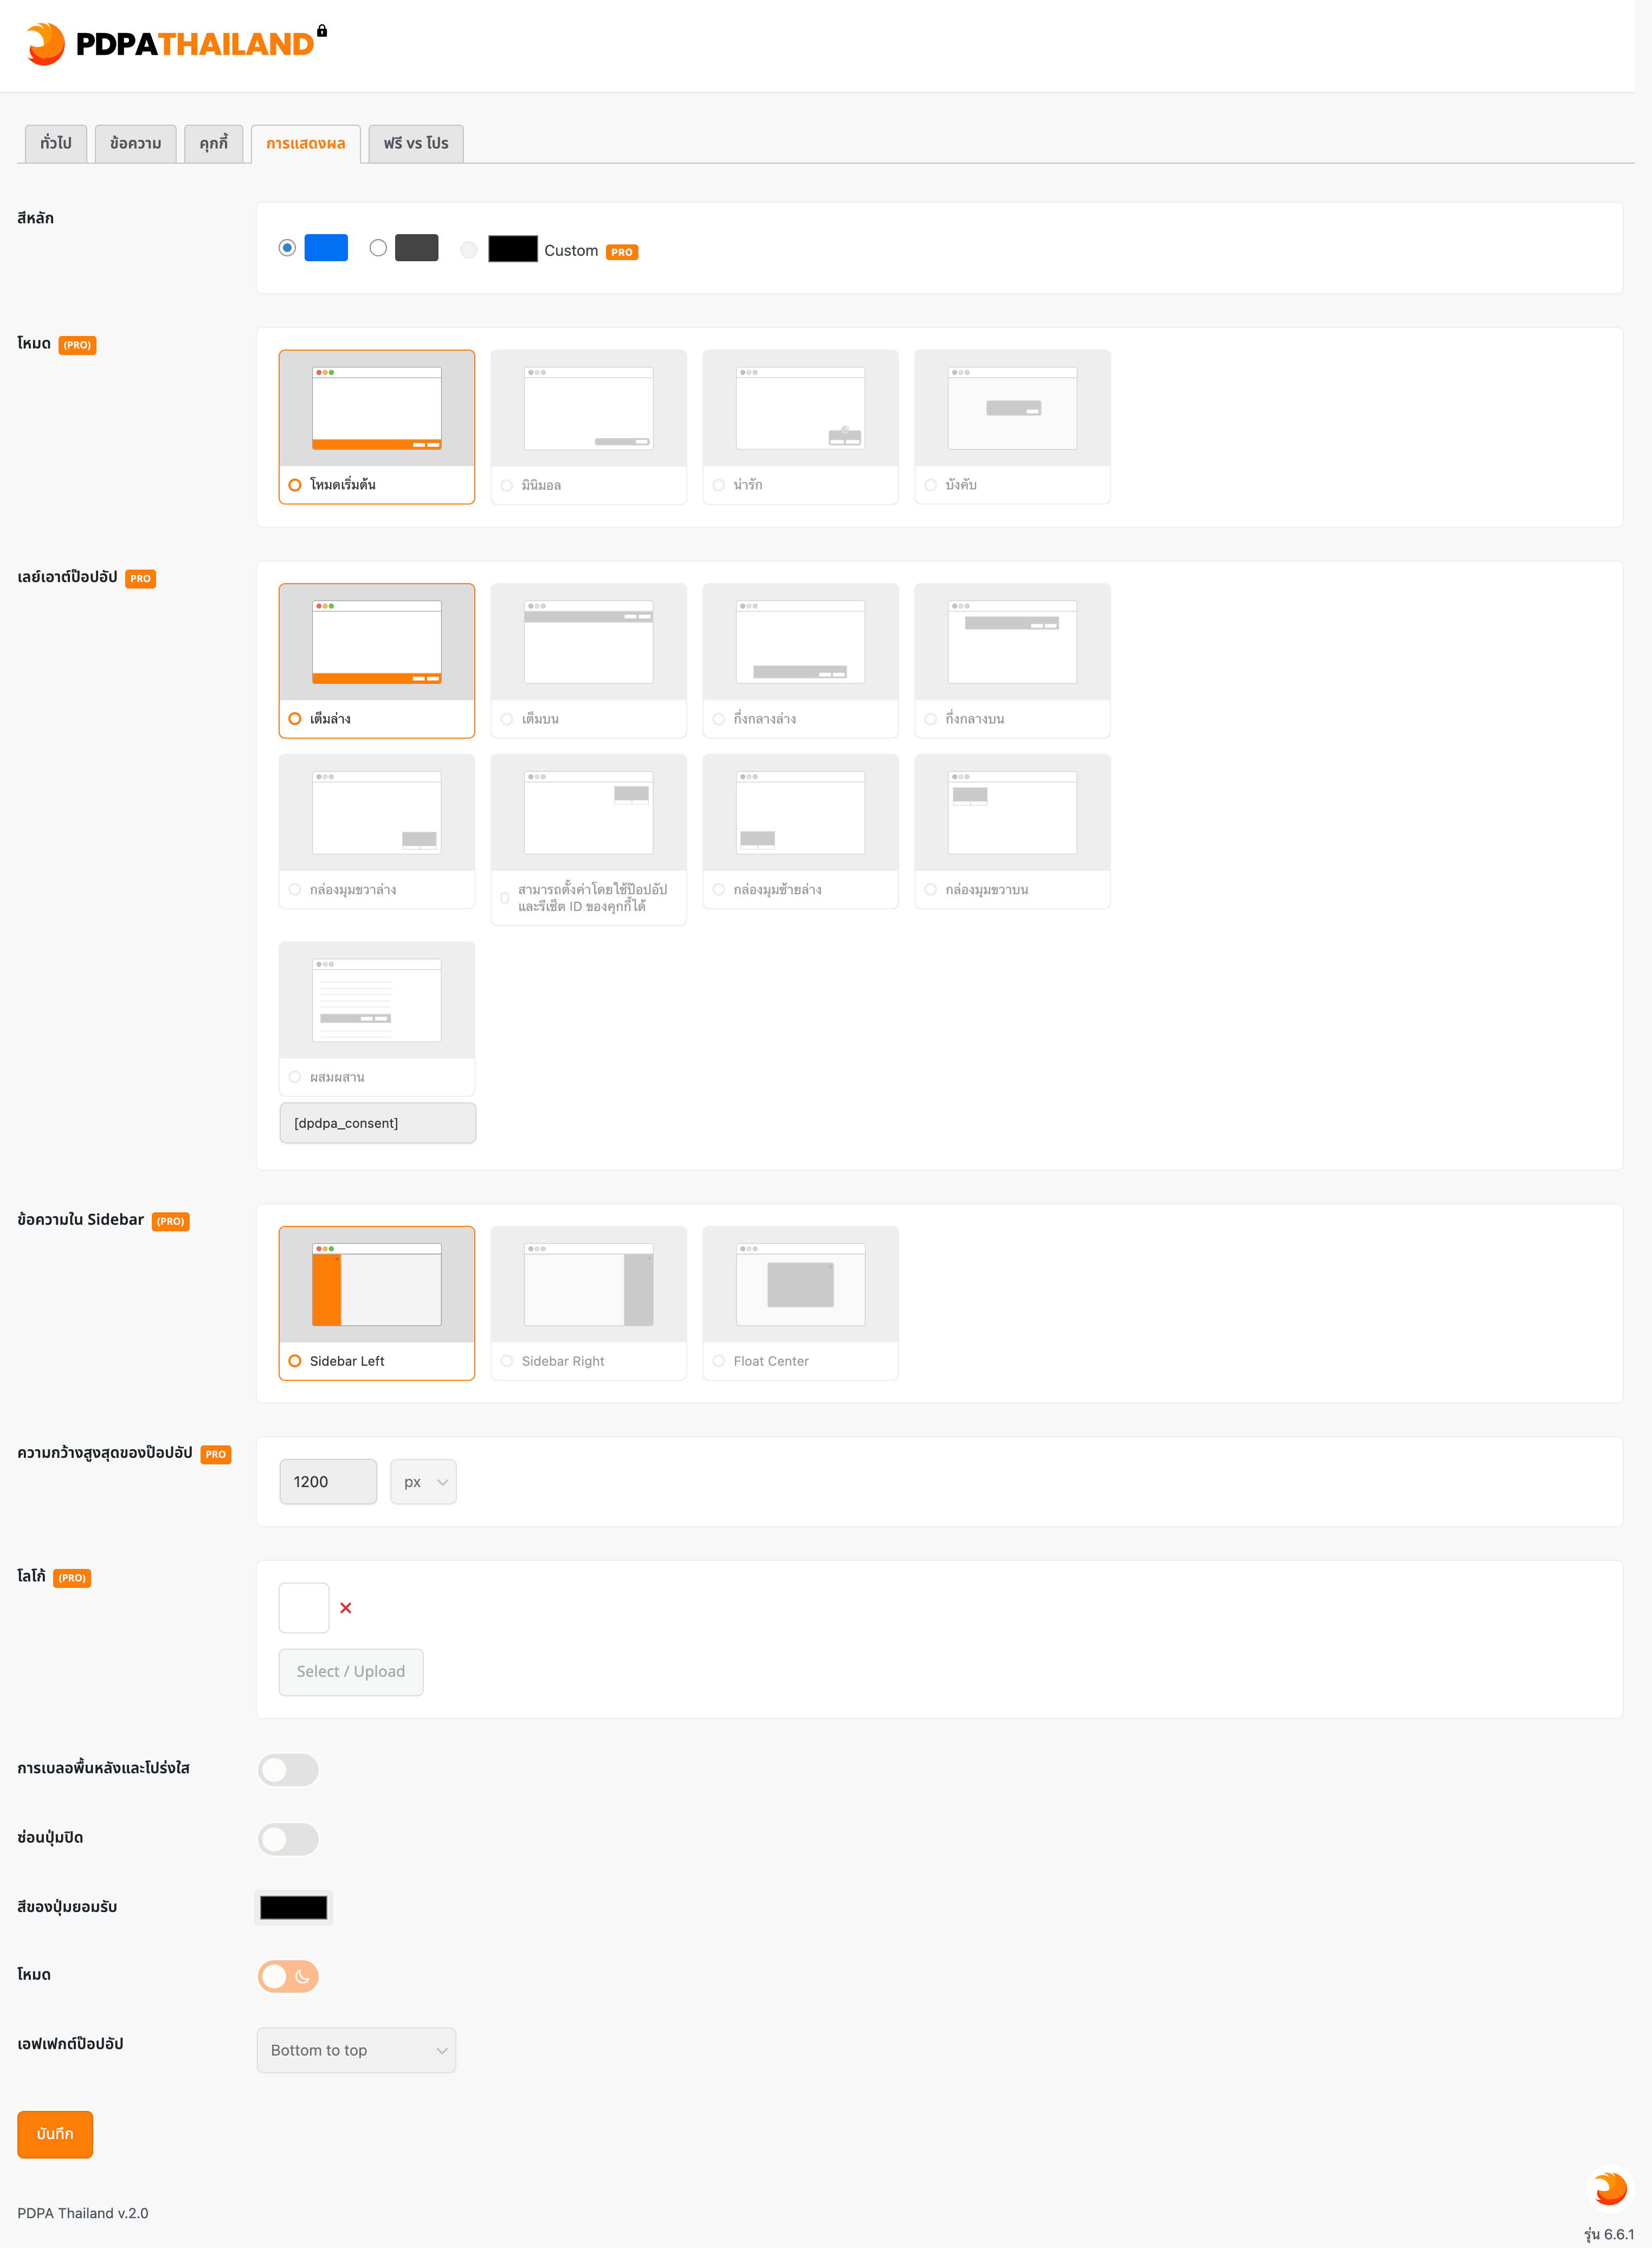 PDPATHAILAND
ทั่วไป ข้อความ คุกกี้ การแสดงผล ฟรี vs โปร
สีหลัก
Custom PRO
โหมด (PRO)
โหมดเริ่มต้น มินิมอล น่ารัก บังคับ
เลย์เอาต์ป๊อปอัป PRO
เต็มล่าง เต็มบน กึ่งกลางล่าง กึ่งกลางบน
กล่องมุมขวาล่าง สามารถตั้งค่าโดยใช้ป๊อปอัป กล่องมุมซ้ายล่าง กล่องมุมขวาบน
และรีเซ็ต ID ของคุกกี้ได้
ผสมผสาน
[dpdpa_consent]
ข้อความใน Sidebar (PRO)
Sidebar Left Sidebar Right Float Center
ความกว้างสูงสุดของป๊อปอัป PRO
1200 px
โลโก้ (PRO)
Select / Upload
การเบลอพื้นหลังและโปร่งใส
ซ่อนปุ่มปิด
สีของปุ่มยอมรับ
โหมด
เอฟเฟกต์ป๊อปอัป
Bottom to top
บันทึก
PDPA Thailand v.2.0
รุ่น 6.6.1